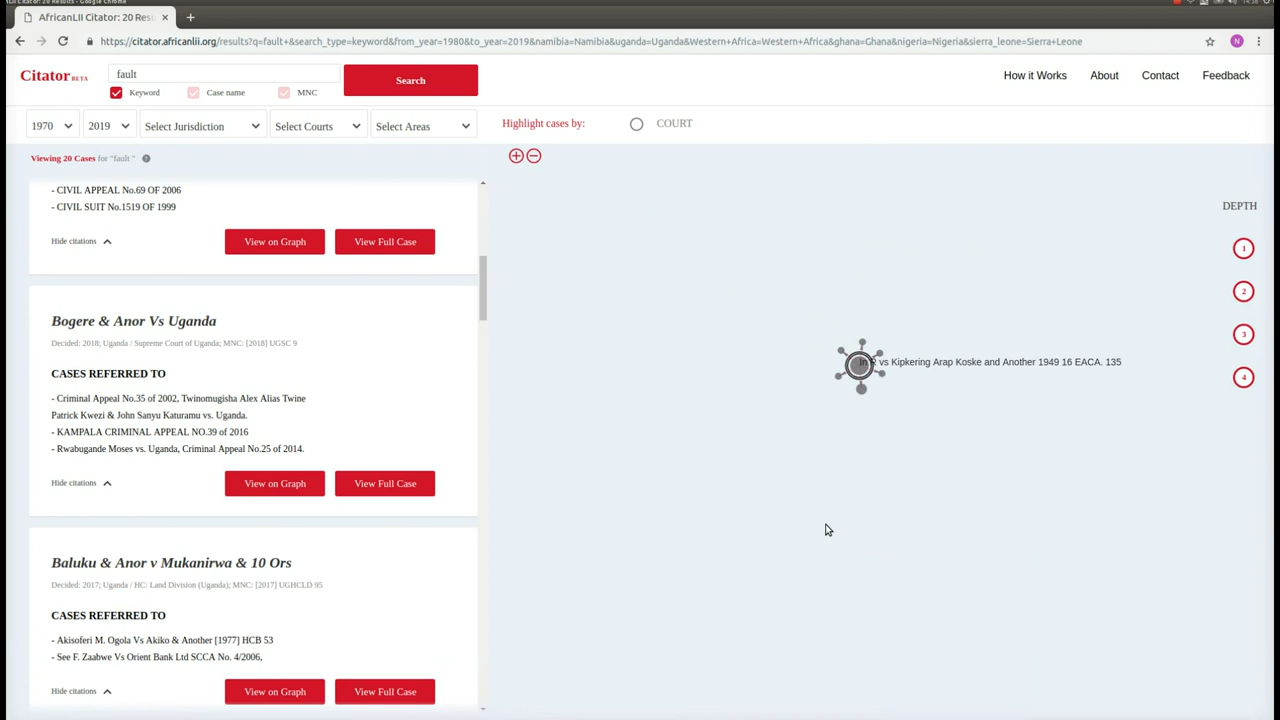 AfricanLII Citator: 20 Resu
https://citator.africanlii.org/results?q=fault+&search_type=keyword&from_year=1980&to_year=2019&namibia=Namibia&uganda=Uganda&Western+Africa=Western+Africa&ghana=Ghana&nigeria=Nigeria&sierra_leone=Sierra+Leone
N
Citator BETA
fault
Search
How it Works
About
Contact
Feedback
Keyword
Case name
MNC
1970
2019
Select Jurisdiction
Select Courts
Select Areas
Highlight cases by:
COURT
Viewing 20 Cases for "fault "
?
- CIVIL APPEAL No.69 OF 2006
- CIVIL SUIT No.1519 OF 1999
Hide citations
View on Graph
View Full Case
Bogere & Anor Vs Uganda
Decided: 2018; Uganda / Supreme Court of Uganda; MNC: [2018] UGSC 9
CASES REFERRED TO
- Criminal Appeal No.35 of 2002, Twinomugisha Alex Alias Twine
Patrick Kwezi & John Sanyu Katuramu vs. Uganda.
- KAMPALA CRIMINAL APPEAL NO.39 of 2016
- Rwabugande Moses vs. Uganda, Criminal Appeal No.25 of 2014.
Hide citations
View on Graph
View Full Case
Baluku & Anor v Mukanirwa & 10 Ors
Decided: 2017; Uganda / HC: Land Division (Uganda); MNC: [2017] UGHCLD 95
CASES REFERRED TO
- Akisoferi M. Ogola Vs Akiko & Another [1977] HCB 53
- See F. Zaabwe Vs Orient Bank Ltd SCCA No. 4/2006,
Hide citations
View on Graph
View Full Case
In R vs Kipkering Arap Koske and Another 1949 16 EACA. 135
DEPTH
1
2
3
4